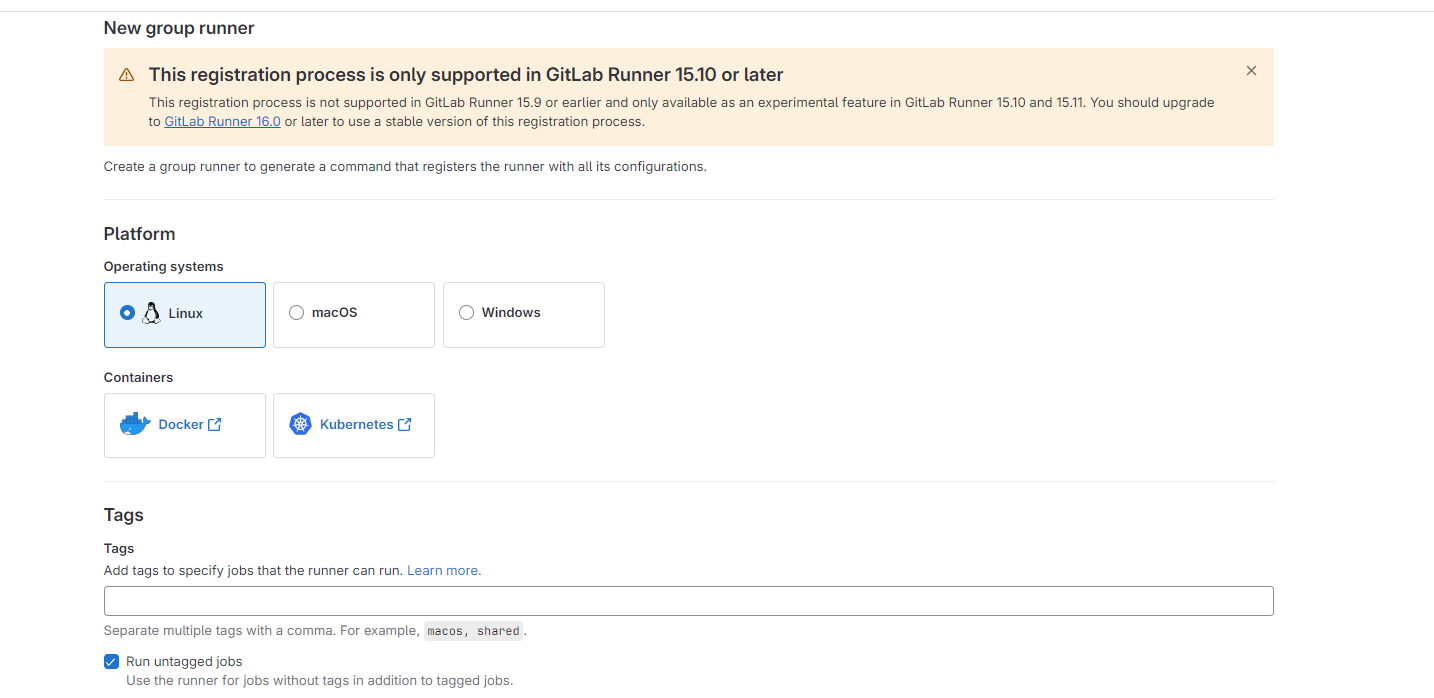 New group runner
This registration process is only supported in GitLab Runner 15.10 or later
This registration process is not supported in GitLab Runner 15.9 or earlier and only available as an experimental feature in GitLab Runner 15.10 and 15.11. You should upgrade
to GitLab Runner 16.0 or later to use a stable version of this registration process.
Create a group runner to generate a command that registers the runner with all its configurations.
Platform
Operating systems
Linux
macOS
Windows
Containers
Docker
Kubernetes
Tags
Tags
Add tags to specify jobs that the runner can run. Learn more.
Separate multiple tags with a comma. For example, macos, shared.
Run untagged jobs
Use the runner for jobs without tags in addition to tagged jobs.